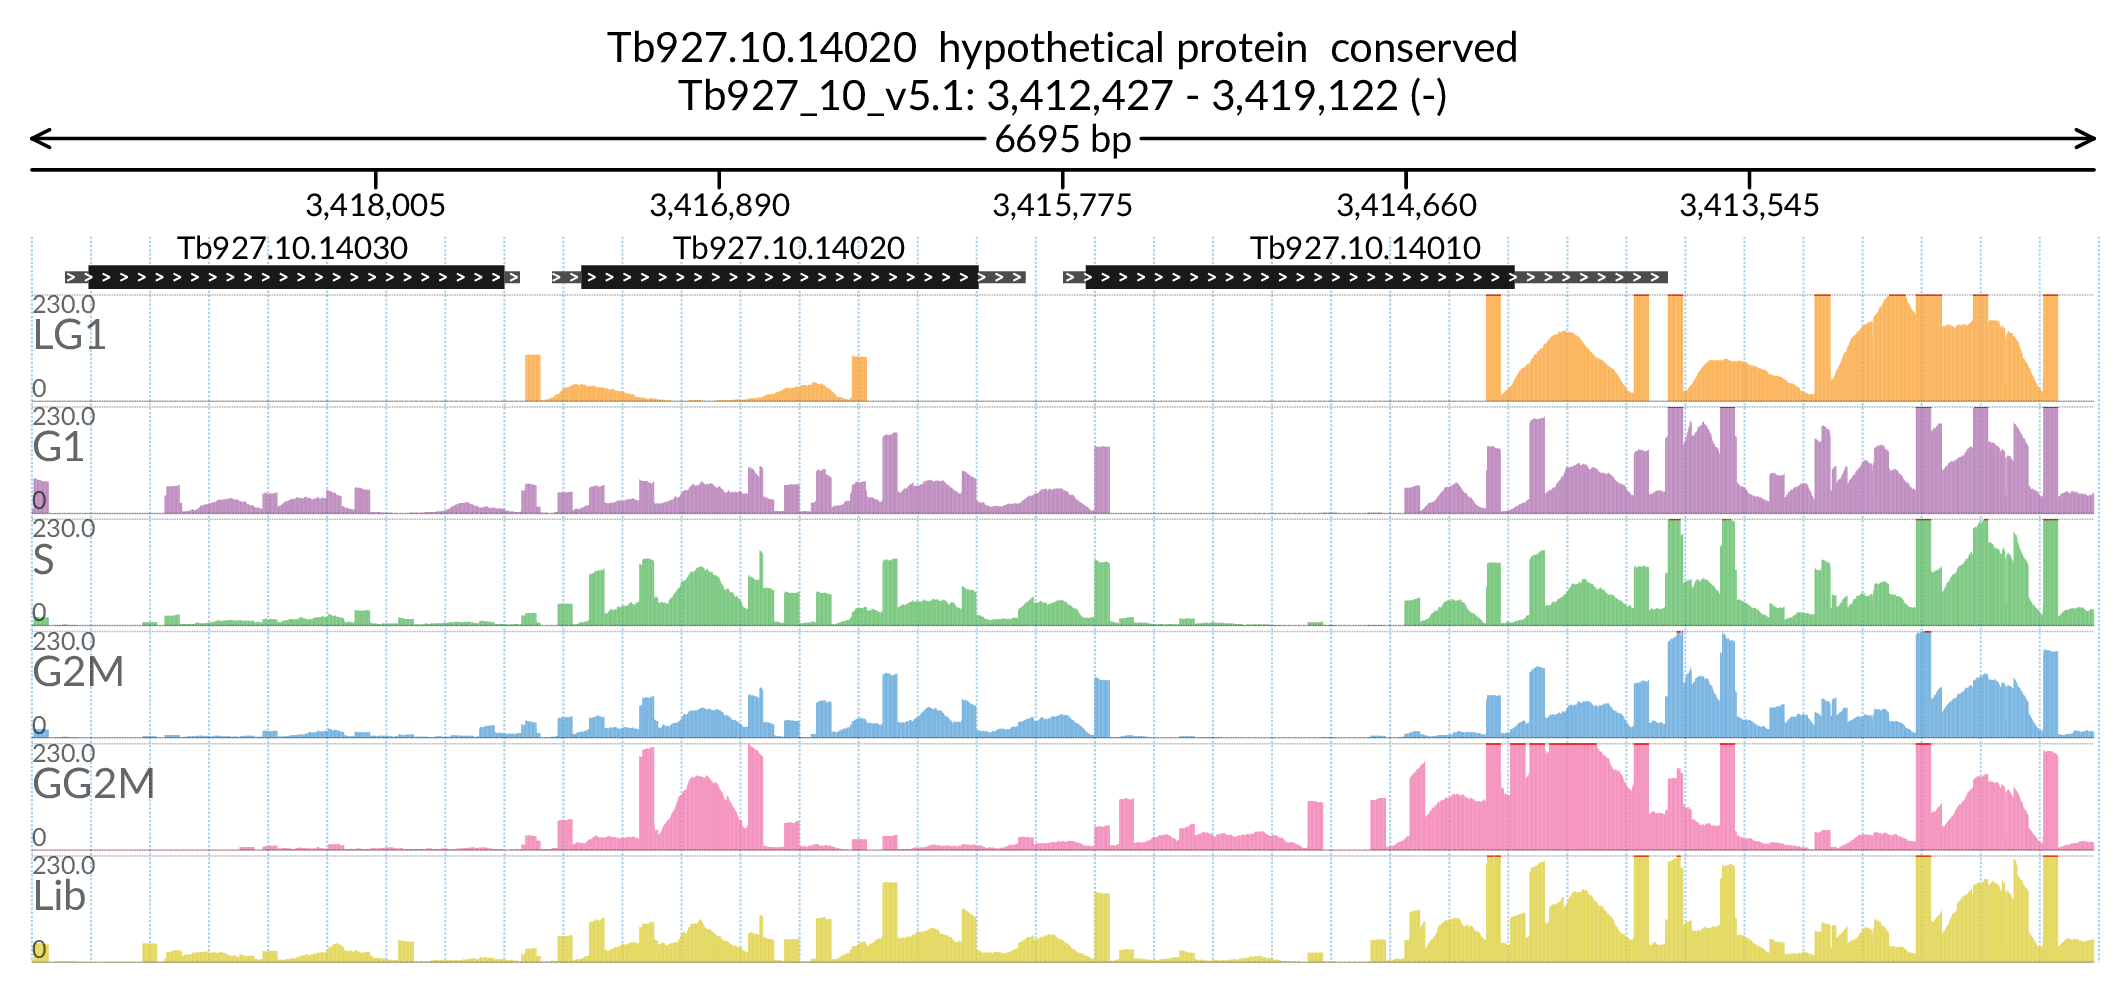 Tb927.10.14020 hypothetical protein conserved
Tb927_10_v5.1: 3,412,427 - 3,419,122 (-)
6695 bp
3,418,005 3,416,890 3,415,775 3,414,660 3,413,545
Tb927.10.14030 Tb927.10.14020 Tb927.10.14010
230.0
LG1
0
230.0
G1
0
230.0
S
0
230.0
G2M
0
230.0
GG2M
0
230.0
Lib
0